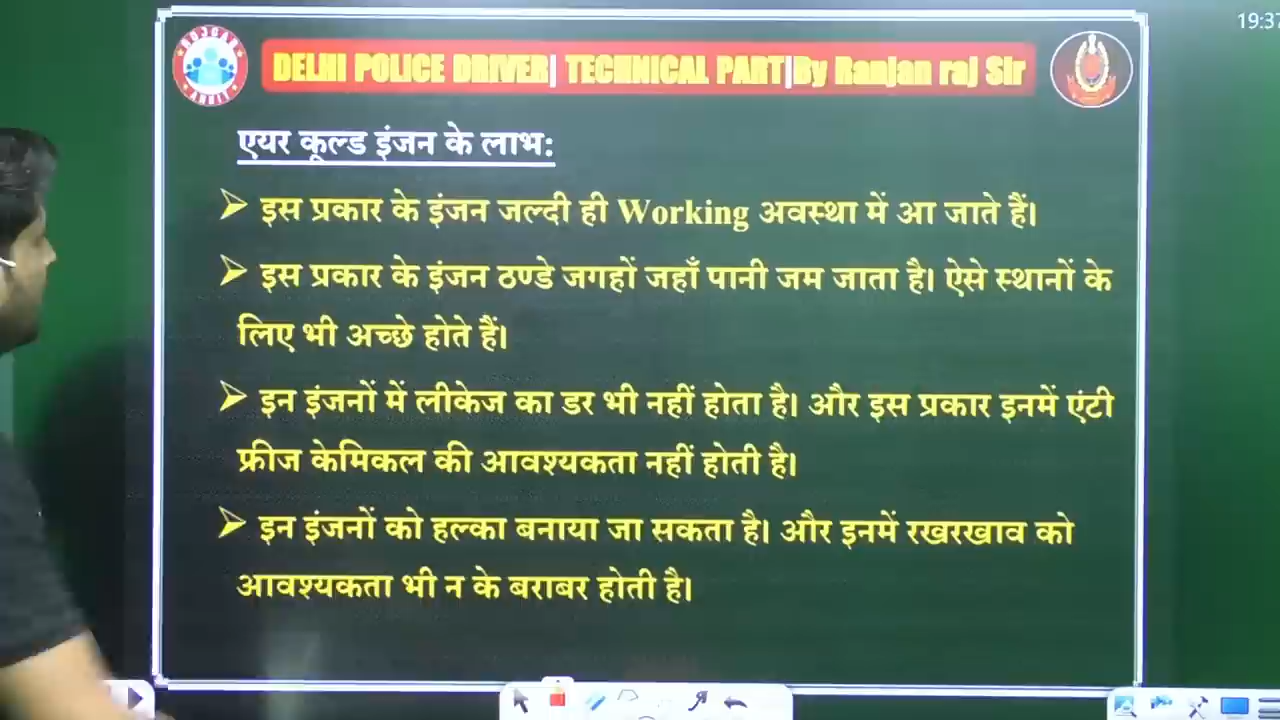 19:37
ROJGAR
ANKIT
DELHI POLICE DRIVER| TECHNICAL PART|By Ranjan raj Sir
एयर कूल्ड इंजन के लाभ:
➢ इस प्रकार के इंजन जल्दी ही Working अवस्था में आ जाते हैं।
➢ इस प्रकार के इंजन ठण्डे जगहों जहाँ पानी जम जाता है। ऐसे स्थानों के
लिए भी अच्छे होते हैं।
➢ इन इंजनों में लीकेज का डर भी नहीं होता है। और इस प्रकार इनमें एंटी
फ्रीज केमिकल की आवश्यकता नहीं होती है।
➢ इन इंजनों को हल्का बनाया जा सकता है। और इनमें रखरखाव को
आवश्यकता भी न के बराबर होती है।